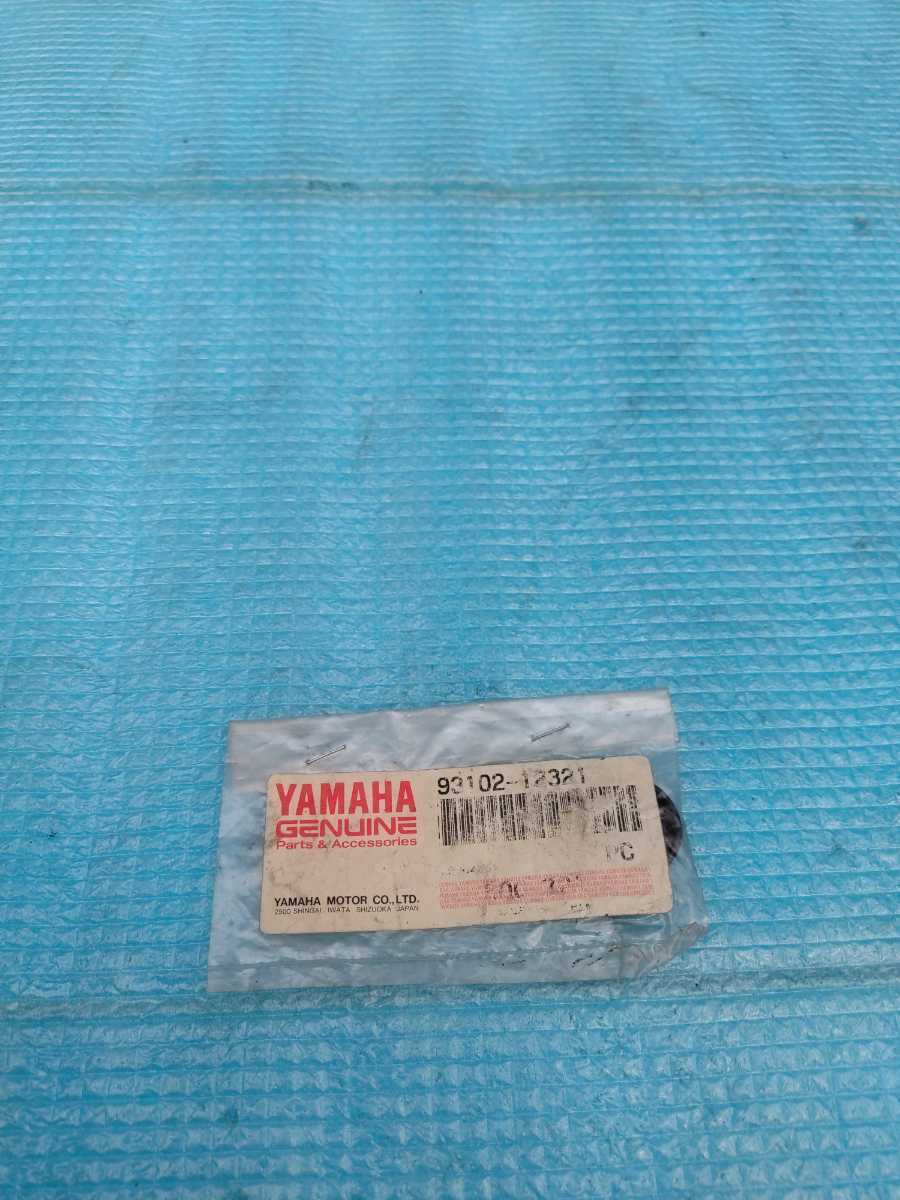 YAMAHA
GENUINE
Parts & Accessories
93102-12321
PC
YAMAHA MOTOR CO.,LTD.
2500 SHINGAI, IWATA SHIZUOKA JAPAN